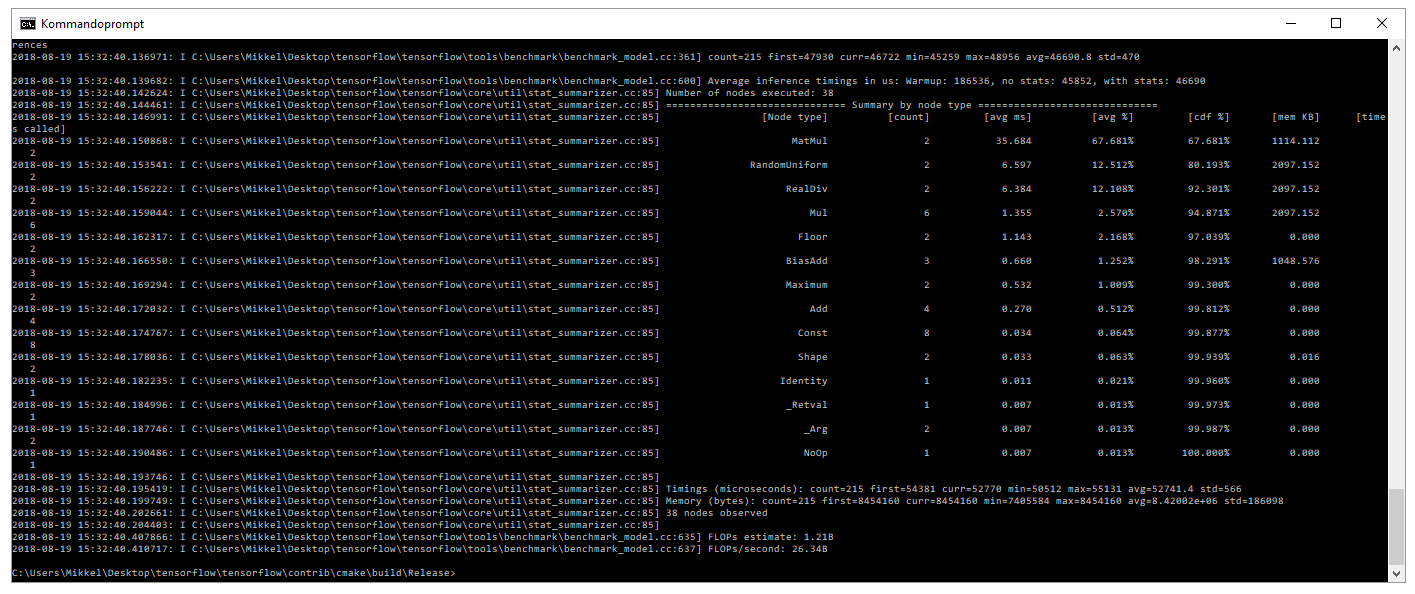 Kommandoprompt
rences
2018-08-19 15:32:40.136971: I C:\Users\Mikkel\Desktop\tensorflow\tensorflow\tools\benchmark\benchmark_model.cc:361] count=215 first=47930 curr=46722 min=45259 max=48956 avg=46690.8 std=470
2018-08-19 15:32:40.139682: I C:\Users\Mikkel\Desktop\tensorflow\tensorflow\tools\benchmark\benchmark_model.cc:600] Average inference timings in us: Warmup: 186536, no stats: 45852, with stats: 46690
2018-08-19 15:32:40.142624: I C:\Users\Mikkel\Desktop\tensorflow\tensorflow\core\util\stat_summarizer.cc:85] Number of nodes executed: 38
2018-08-19 15:32:40.144461: I C:\Users\Mikkel\Desktop\tensorflow\tensorflow\core\util\stat_summarizer.cc:85] ============================== Summary by node type ==============================
2018-08-19 15:32:40.146991: I C:\Users\Mikkel\Desktop\tensorflow\tensorflow\core\util\stat_summarizer.cc:85] [Node type] [count] [avg ms] [avg %] [cdf %] [mem KB] [time
s called]
2018-08-19 15:32:40.150868: I C:\Users\Mikkel\Desktop\tensorflow\tensorflow\core\util\stat_summarizer.cc:85] MatMul 2 35.684 67.681% 67.681% 1114.112
2
2018-08-19 15:32:40.153541: I C:\Users\Mikkel\Desktop\tensorflow\tensorflow\core\util\stat_summarizer.cc:85] RandomUniform 2 6.597 12.512% 80.193% 2097.152
2
2018-08-19 15:32:40.156222: I C:\Users\Mikkel\Desktop\tensorflow\tensorflow\core\util\stat_summarizer.cc:85] RealDiv 2 6.384 12.108% 92.301% 2097.152
2
2018-08-19 15:32:40.159044: I C:\Users\Mikkel\Desktop\tensorflow\tensorflow\core\util\stat_summarizer.cc:85] Mul 6 1.355 2.570% 94.871% 2097.152
6
2018-08-19 15:32:40.162317: I C:\Users\Mikkel\Desktop\tensorflow\tensorflow\core\util\stat_summarizer.cc:85] Floor 2 1.143 2.168% 97.039% 0.000
2
2018-08-19 15:32:40.166550: I C:\Users\Mikkel\Desktop\tensorflow\tensorflow\core\util\stat_summarizer.cc:85] BiasAdd 3 0.660 1.252% 98.291% 1048.576
3
2018-08-19 15:32:40.169294: I C:\Users\Mikkel\Desktop\tensorflow\tensorflow\core\util\stat_summarizer.cc:85] Maximum 2 0.532 1.009% 99.300% 0.000
2
2018-08-19 15:32:40.172032: I C:\Users\Mikkel\Desktop\tensorflow\tensorflow\core\util\stat_summarizer.cc:85] Add 4 0.270 0.512% 99.812% 0.000
4
2018-08-19 15:32:40.174767: I C:\Users\Mikkel\Desktop\tensorflow\tensorflow\core\util\stat_summarizer.cc:85] Const 8 0.034 0.064% 99.877% 0.000
8
2018-08-19 15:32:40.178036: I C:\Users\Mikkel\Desktop\tensorflow\tensorflow\core\util\stat_summarizer.cc:85] Shape 2 0.033 0.063% 99.939% 0.016
2
2018-08-19 15:32:40.182235: I C:\Users\Mikkel\Desktop\tensorflow\tensorflow\core\util\stat_summarizer.cc:85] Identity 1 0.011 0.021% 99.960% 0.000
1
2018-08-19 15:32:40.184996: I C:\Users\Mikkel\Desktop\tensorflow\tensorflow\core\util\stat_summarizer.cc:85] _Retval 1 0.007 0.013% 99.973% 0.000
1
2018-08-19 15:32:40.187746: I C:\Users\Mikkel\Desktop\tensorflow\tensorflow\core\util\stat_summarizer.cc:85] _Arg 2 0.007 0.013% 99.987% 0.000
2
2018-08-19 15:32:40.190486: I C:\Users\Mikkel\Desktop\tensorflow\tensorflow\core\util\stat_summarizer.cc:85] NoOp 1 0.007 0.013% 100.000% 0.000
1
2018-08-19 15:32:40.193746: I C:\Users\Mikkel\Desktop\tensorflow\tensorflow\core\util\stat_summarizer.cc:85]
2018-08-19 15:32:40.195419: I C:\Users\Mikkel\Desktop\tensorflow\tensorflow\core\util\stat_summarizer.cc:85] Timings (microseconds): count=215 first=54381 curr=52770 min=50512 max=55131 avg=52741.4 std=566
2018-08-19 15:32:40.199749: I C:\Users\Mikkel\Desktop\tensorflow\tensorflow\core\util\stat_summarizer.cc:85] Memory (bytes): count=215 first=8454160 curr=8454160 min=7405584 max=8454160 avg=8.42002e+06 std=186098
2018-08-19 15:32:40.202661: I C:\Users\Mikkel\Desktop\tensorflow\tensorflow\core\util\stat_summarizer.cc:85] 38 nodes observed
2018-08-19 15:32:40.204403: I C:\Users\Mikkel\Desktop\tensorflow\tensorflow\core\util\stat_summarizer.cc:85]
2018-08-19 15:32:40.407866: I C:\Users\Mikkel\Desktop\tensorflow\tensorflow\tools\benchmark\benchmark_model.cc:635] FLOPs estimate: 1.21B
2018-08-19 15:32:40.410717: I C:\Users\Mikkel\Desktop\tensorflow\tensorflow\tools\benchmark\benchmark_model.cc:637] FLOPs/second: 26.34B
C:\Users\Mikkel\Desktop\tensorflow\tensorflow\contrib\cmake\build\Release>